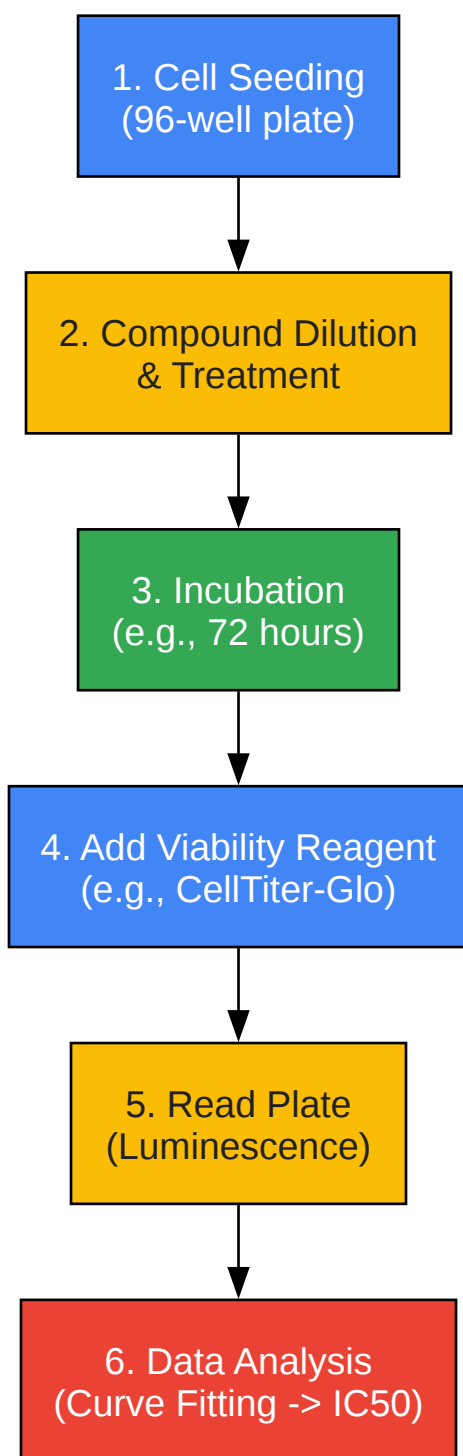 1. Cell Seeding
(96-well plate)
2. Compound Dilution
& Treatment
3. Incubation
(e.g., 72 hours)
4. Add Viability Reagent
(e.g., CellTiter-Glo)
5. Read Plate
(Luminescence)
6. Data Analysis
(Curve Fitting -> IC50)